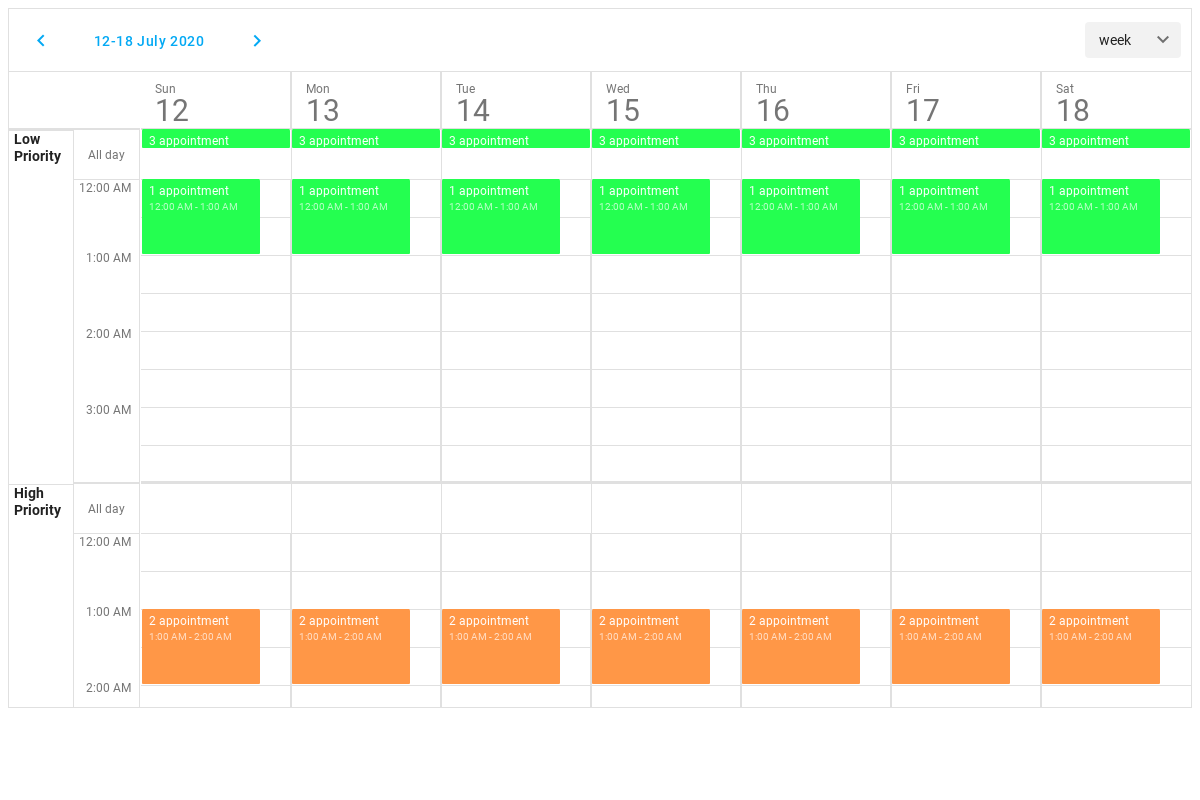 12-18 July 2020
week
Sun Mon Tue Wed Thu Fri Sat
12 13 14 15 16 17 18
Low
Priority
3 appointment 3 appointment 3 appointment 3 appointment 3 appointment 3 appointment 3 appointment
All day
12:00 AM
1 appointment 1 appointment 1 appointment 1 appointment 1 appointment 1 appointment 1 appointment
12:00 AM - 1:00 AM 12:00 AM - 1:00 AM 12:00 AM - 1:00 AM 12:00 AM - 1:00 AM 12:00 AM - 1:00 AM 12:00 AM - 1:00 AM 12:00 AM - 1:00 AM
1:00 AM
2:00 AM
3:00 AM
High
Priority
All day
12:00 AM
1:00 AM
2 appointment 2 appointment 2 appointment 2 appointment 2 appointment 2 appointment 2 appointment
1:00 AM - 2:00 AM 1:00 AM - 2:00 AM 1:00 AM - 2:00 AM 1:00 AM - 2:00 AM 1:00 AM - 2:00 AM 1:00 AM - 2:00 AM 1:00 AM - 2:00 AM
2:00 AM